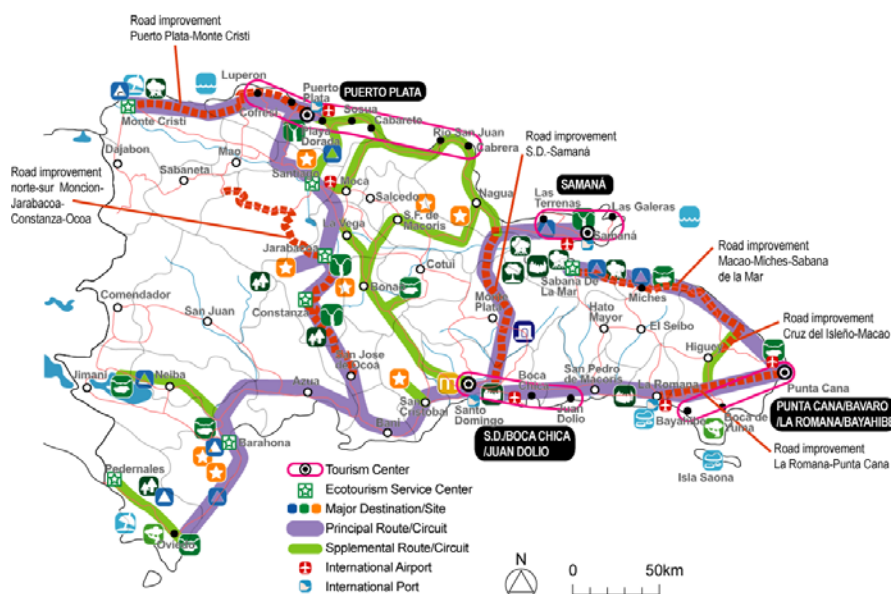 Road improvement
Puerto Plata-Monte Cristi
Luperon
Puerto
Plata
PUERTO PLATA
Cofresi
Sosua
Cabarete
Playa
Dorada
Monte Cristi
Rio San Juan
Cabrera
Road improvement
S.D.-Samaná
Dajabon
Mao
Sabaneta
Santiago
Moca
Salcedo
Nagua
Las
Terrenas
SAMANÁ
Las Galeras
Samaná
Road improvement
norte-sur Moncion-
Jarabacoa-
Constanza-Ocoa
S.F. de
Macoris
La Vega
Jarabacoa
Cotui
Bonao
Road improvement
Macao-Miches-Sabana
de la Mar
Sabana De
La Mar
Miches
Comendador
San Juan
Constanza
Monte
Plata
Hato
Mayor
El Seibo
Road improvement
Cruz del Isleño-Macao
Higuey
Jimani
Neiba
San Jose
de Ocoa
Azua
Boca
Chica
San Pedro
de Macoris
La Romana
Punta Cana
Santo
Domingo
San
Cristobal
Juan
Dolio
Bayahibe
Boca de
Yuma
PUNTA CANA/BAVARO
/LA ROMANA/BAYAHIBE
Bani
Barahona
S.D./BOCA CHICA
/JUAN DOLIO
Road improvement
La Romana-Punta Cana
Isla Saona
Pedernales
Oviedo
Tourism Center
Ecotourism Service Center
Major Destination/Site
Principal Route/Circuit
Spplemental Route/Circuit
International Airport
International Port
N
0 50km